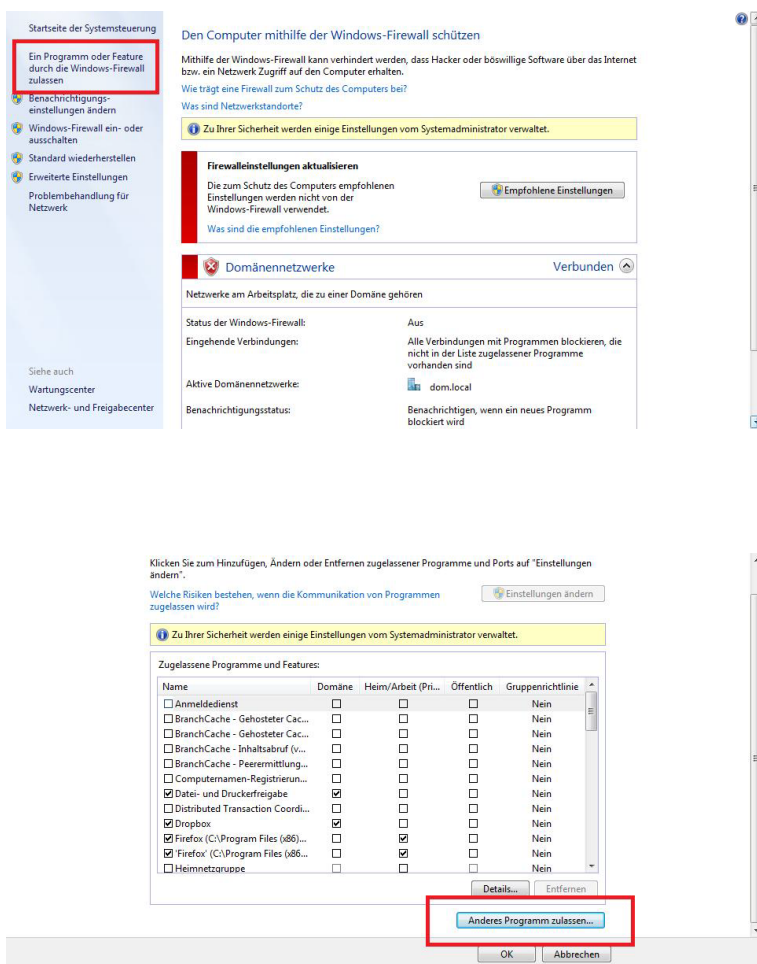 Startseite der Systemsteuerung
Ein Programm oder Feature
durch die Windows-Firewall
zulassen
Benachrichtigungs-
einstellungen ändern
Windows-Firewall ein- oder
ausschalten
Standard wiederherstellen
Erweiterte Einstellungen
Problembehandlung für
Netzwerk
Siehe auch
Wartungscenter
Netzwerk- und Freigabecenter
Den Computer mithilfe der Windows-Firewall schützen
Mithilfe der Windows-Firewall kann verhindert werden, dass Hacker oder böswillige Software über das Internet
bzw. ein Netzwerk Zugriff auf den Computer erhalten.
Wie trägt eine Firewall zum Schutz des Computers bei?
Was sind Netzwerkstandorte?
Zu Ihrer Sicherheit werden einige Einstellungen vom Systemadministrator verwaltet.
Firewalleinstellungen aktualisieren
Die zum Schutz des Computers empfohlenen
Einstellungen werden nicht von der
Windows-Firewall verwendet.
Empfohlene Einstellungen
Was sind die empfohlenen Einstellungen?
Domänennetzwerke Verbunden
Netzwerke am Arbeitsplatz, die zu einer Domäne gehören
Status der Windows-Firewall: Aus
Eingehende Verbindungen: Alle Verbindungen mit Programmen blockieren, die
nicht in der Liste zugelassener Programme
vorhanden sind
Aktive Domänennetzwerke: dom.local
Benachrichtigungsstatus: Benachrichtigen, wenn ein neues Programm
blockiert wird
Klicken Sie zum Hinzufügen, Ändern oder Entfernen zugelassener Programme und Ports auf "Einstellungen
ändern".
Welche Risiken bestehen, wenn die Kommunikation von Programmen
zugelassen wird?
Einstellungen ändern
Zu Ihrer Sicherheit werden einige Einstellungen vom Systemadministrator verwaltet.
Zugelassene Programme und Features:
Name Domäne Heim/Arbeit (Pri... Öffentlich Gruppenrichtlinie
Anmeldedienst Nein
BranchCache - Gehosteter Cac... Nein
BranchCache - Gehosteter Cac... Nein
BranchCache - Inhaltsabruf (v... Nein
BranchCache - Peerermittlung... Nein
Computernamen-Registrierun... Nein
Datei- und Druckerfreigabe Nein
Distributed Transaction Coordi... Nein
Dropbox Nein
Firefox (C:\Program Files (x86)... Nein
'Firefox' (C:\Program Files (x86... Nein
Heimnetzgruppe Nein
Details... Entfernen
Anderes Programm zulassen...
OK Abbrechen